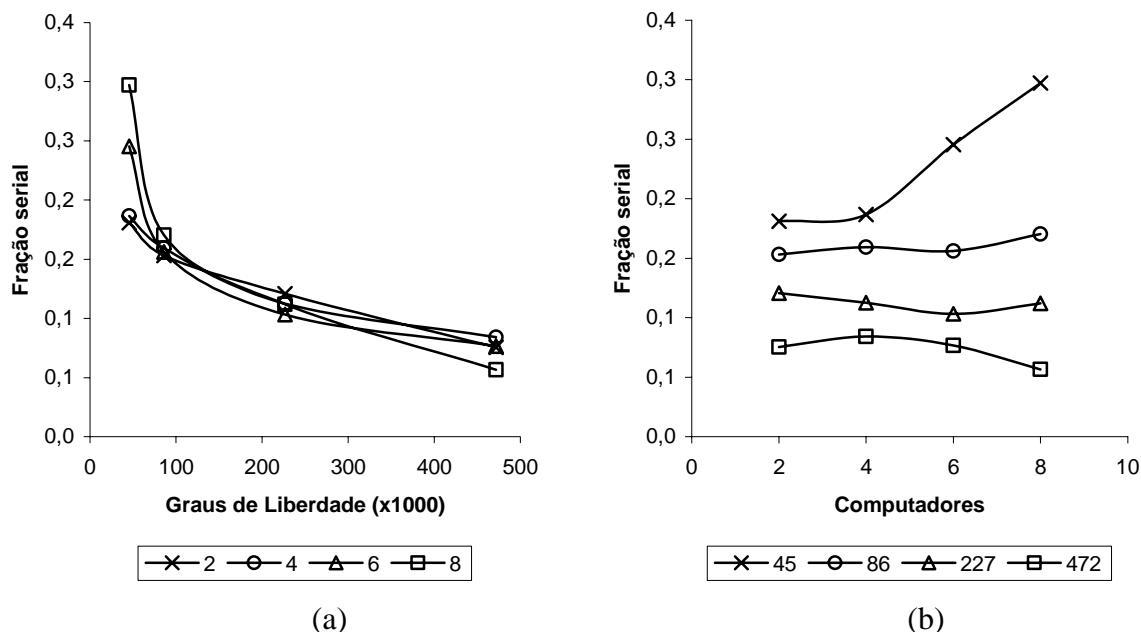 0,4
0,3
0,3
0,2
0,2
0,1
0,1
0,0
Fração serial
0 100 200 300 400 500
Graus de Liberdade (x1000)
2 4 6 8
(a)
0,4
0,3
0,3
0,2
0,2
0,1
0,1
0,0
Fração serial
0 2 4 6 8 10
Computadores
45 86 227 472
(b)